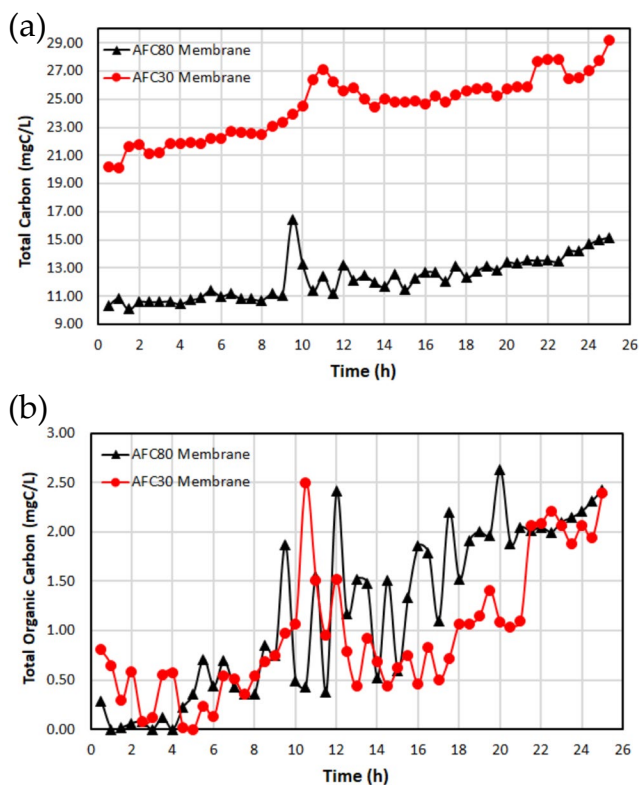 (a)
29.00
27.00
25.00
23.00
21.00
19.00
17.00
15.00
13.00
11.00
9.00
Total Carbon (mgC/L)
AFC80 Membrane
AFC30 Membrane
0 2 4 6 8 10 12 14 16 18 20 22 24 26
Time (h)
(b)
3.00
2.50
2.00
1.50
1.00
0.50
0.00
Total Organic Carbon (mgC/L)
AFC80 Membrane
AFC30 Membrane
0 2 4 6 8 10 12 14 16 18 20 22 24 26
Time (h)